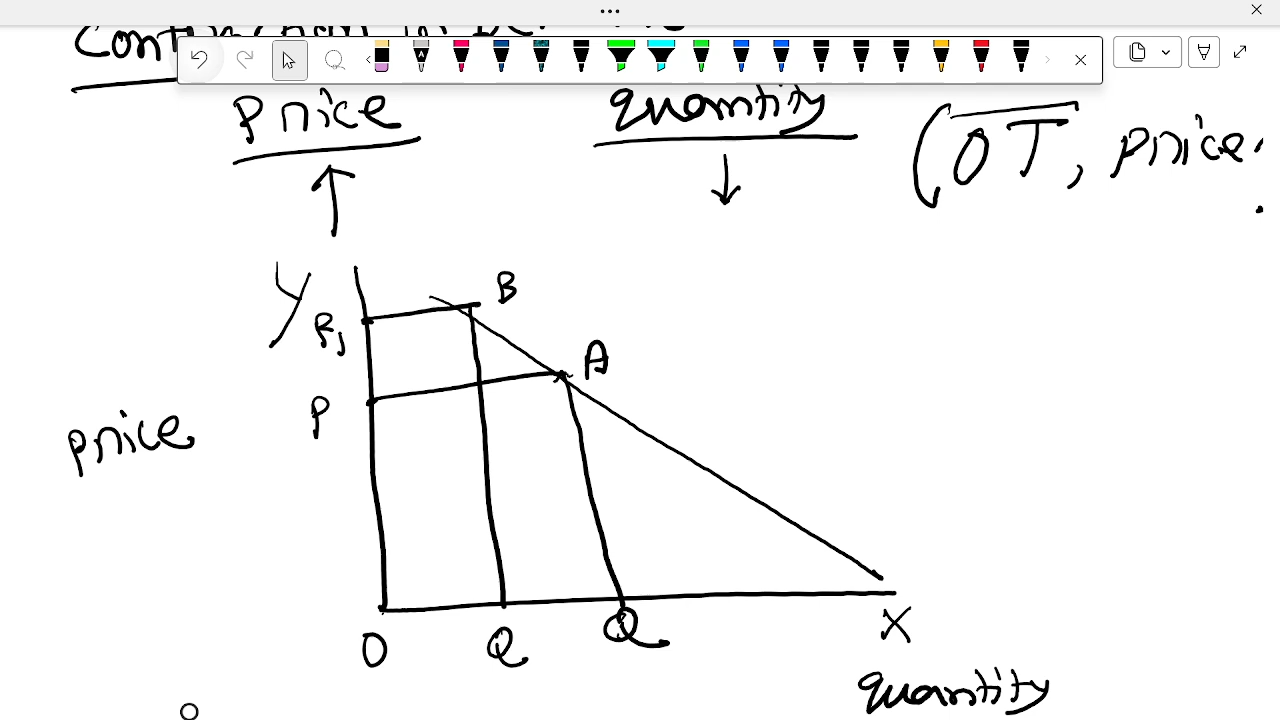 price quantity (OT, price.
↑ ↓
Y
B
P1
A
P
price
O Q Q X
quantity